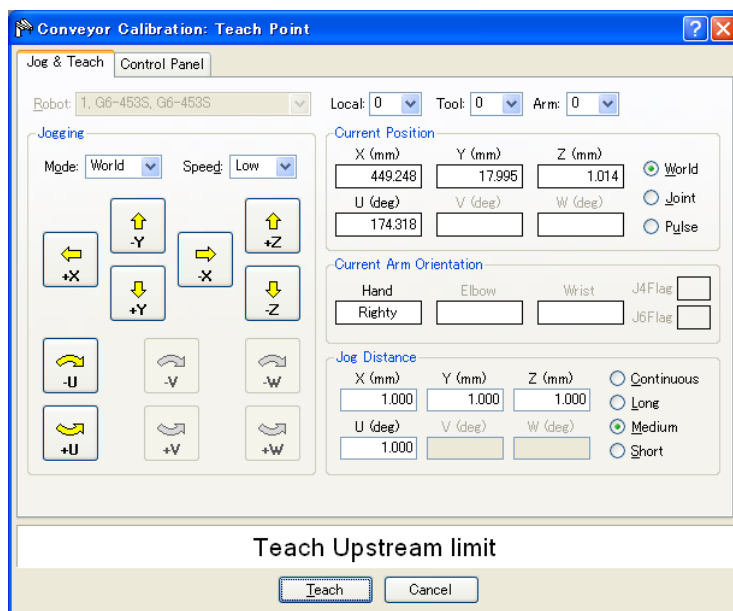 Conveyor Calibration: Teach Point
Jog & Teach
Control Panel
Robot: 1, G6-453S, G6-453S
Local: 0
Tool: 0
Arm: 0
Jogging
Mode: World
Speed: Low
+X
-Y
+Y
-X
+Z
-Z
-U
-V
-W
+U
+V
+W
Current Position
X (mm) Y (mm) Z (mm)
449.248 17.995 1.014
U (deg) V (deg) W (deg)
174.318
World
Joint
Pulse
Current Arm Orientation
Hand Elbow Wrist
Righty
J4Flag
J6Flag
Jog Distance
X (mm) Y (mm) Z (mm)
1.000 1.000 1.000
U (deg) V (deg) W (deg)
1.000
Continuous
Long
Medium
Short
Teach Upstream limit
Teach
Cancel